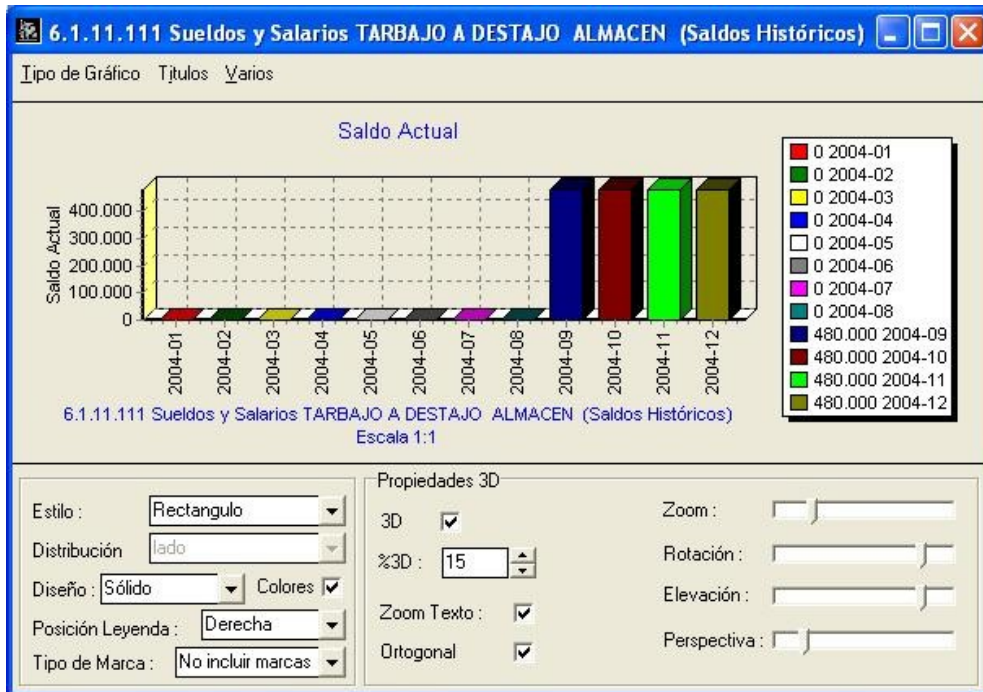 6.1.11.111 Sueldos y Salarios TARBAJO A DESTAJO ALMACEN (Saldos Históricos)
Tipo de Gráfico Títulos Varios
Saldo Actual
Saldo Actual
400.000
300.000
200.000
100.000
0
2004-01
2004-02
2004-03
2004-04
2004-05
2004-06
2004-07
2004-08
2004-09
2004-10
2004-11
2004-12
6.1.11.111 Sueldos y Salarios TARBAJO A DESTAJO ALMACEN (Saldos Históricos)
Escala 1:1
0 2004-01
0 2004-02
0 2004-03
0 2004-04
0 2004-05
0 2004-06
0 2004-07
0 2004-08
480.000 2004-09
480.000 2004-10
480.000 2004-11
480.000 2004-12
Estilo : Rectangulo
Distribución lado
Diseño : Sólido Colores
Posición Leyenda : Derecha
Tipo de Marca : No incluir marcas
Propiedades 3D
3D
%3D : 15
Zoom Texto :
Ortogonal
Zoom :
Rotación :
Elevación :
Perspectiva :